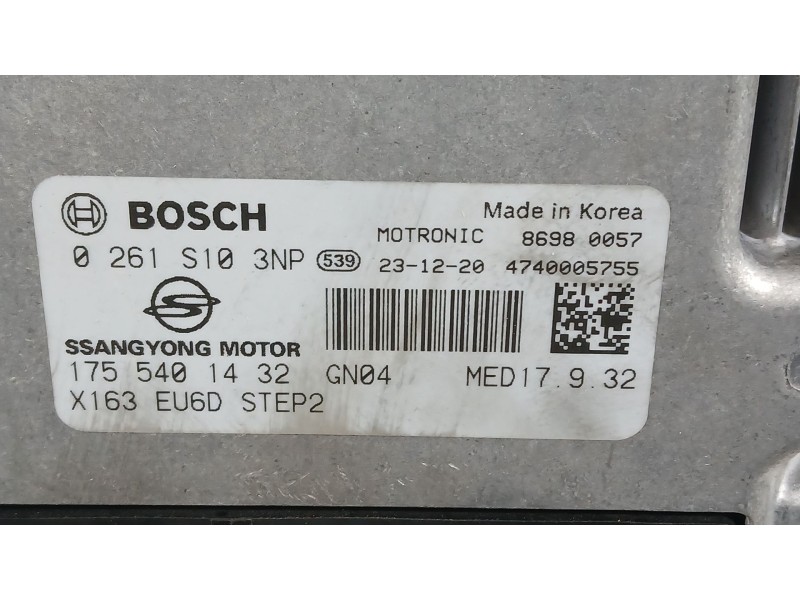 BOSCH Made in Korea
MOTRONIC 8698 0057
0 261 S10 3NP 539 23-12-20 4740005755
SSANGYONG MOTOR
175 540 14 32 GN04 MED17.9.32
X163 EU6D STEP2